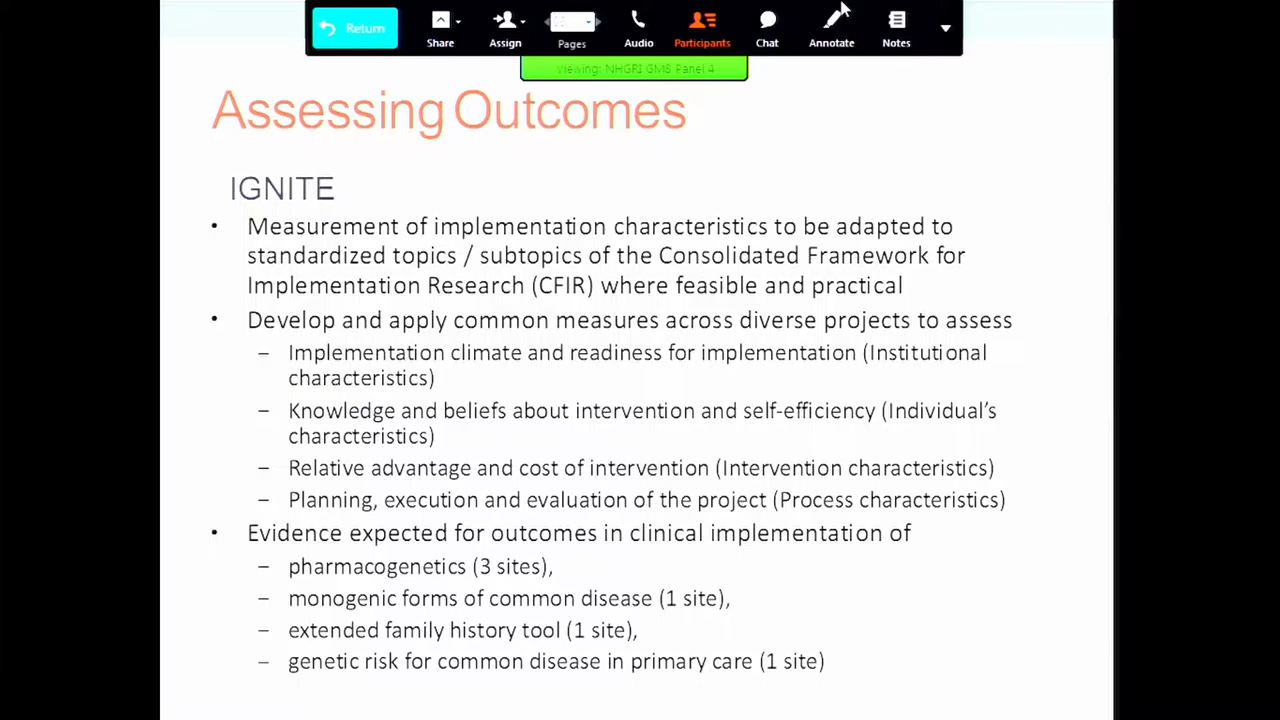 Return
Share
Assign
Pages
Audio
Participants
Chat
Annotate
Notes
Viewing: NHGRI GM8 Panel 4
Assessing Outcomes
IGNITE
• Measurement of implementation characteristics to be adapted to
standardized topics / subtopics of the Consolidated Framework for
Implementation Research (CFIR) where feasible and practical
• Develop and apply common measures across diverse projects to assess
– Implementation climate and readiness for implementation (Institutional
characteristics)
– Knowledge and beliefs about intervention and self-efficiency (Individual’s
characteristics)
– Relative advantage and cost of intervention (Intervention characteristics)
– Planning, execution and evaluation of the project (Process characteristics)
• Evidence expected for outcomes in clinical implementation of
– pharmacogenetics (3 sites),
– monogenic forms of common disease (1 site),
– extended family history tool (1 site),
– genetic risk for common disease in primary care (1 site)